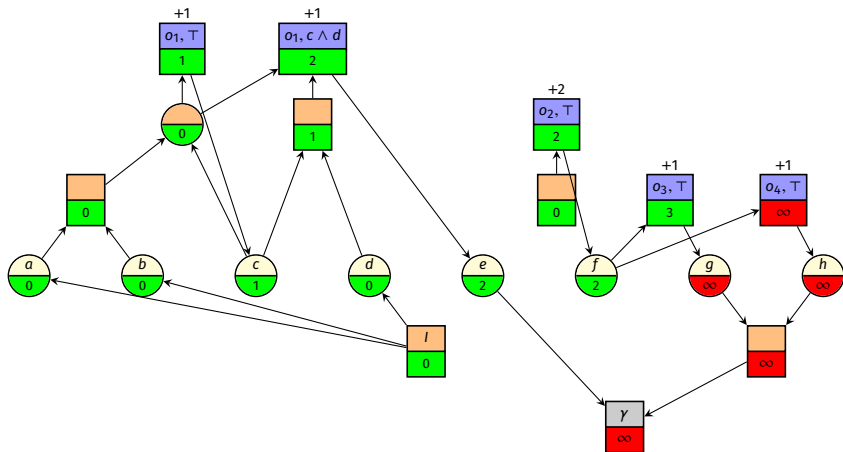 +1 +1
o₁, ⊤ o₁, c ∧ d
1 2
+2
o₂, ⊤
2
0
1
+1 +1
o₃, ⊤ o₄, ⊤
0 0 3 ∞
a b c d e f g h
0 0 1 0 2 2 ∞ ∞
I
0 ∞
γ
∞